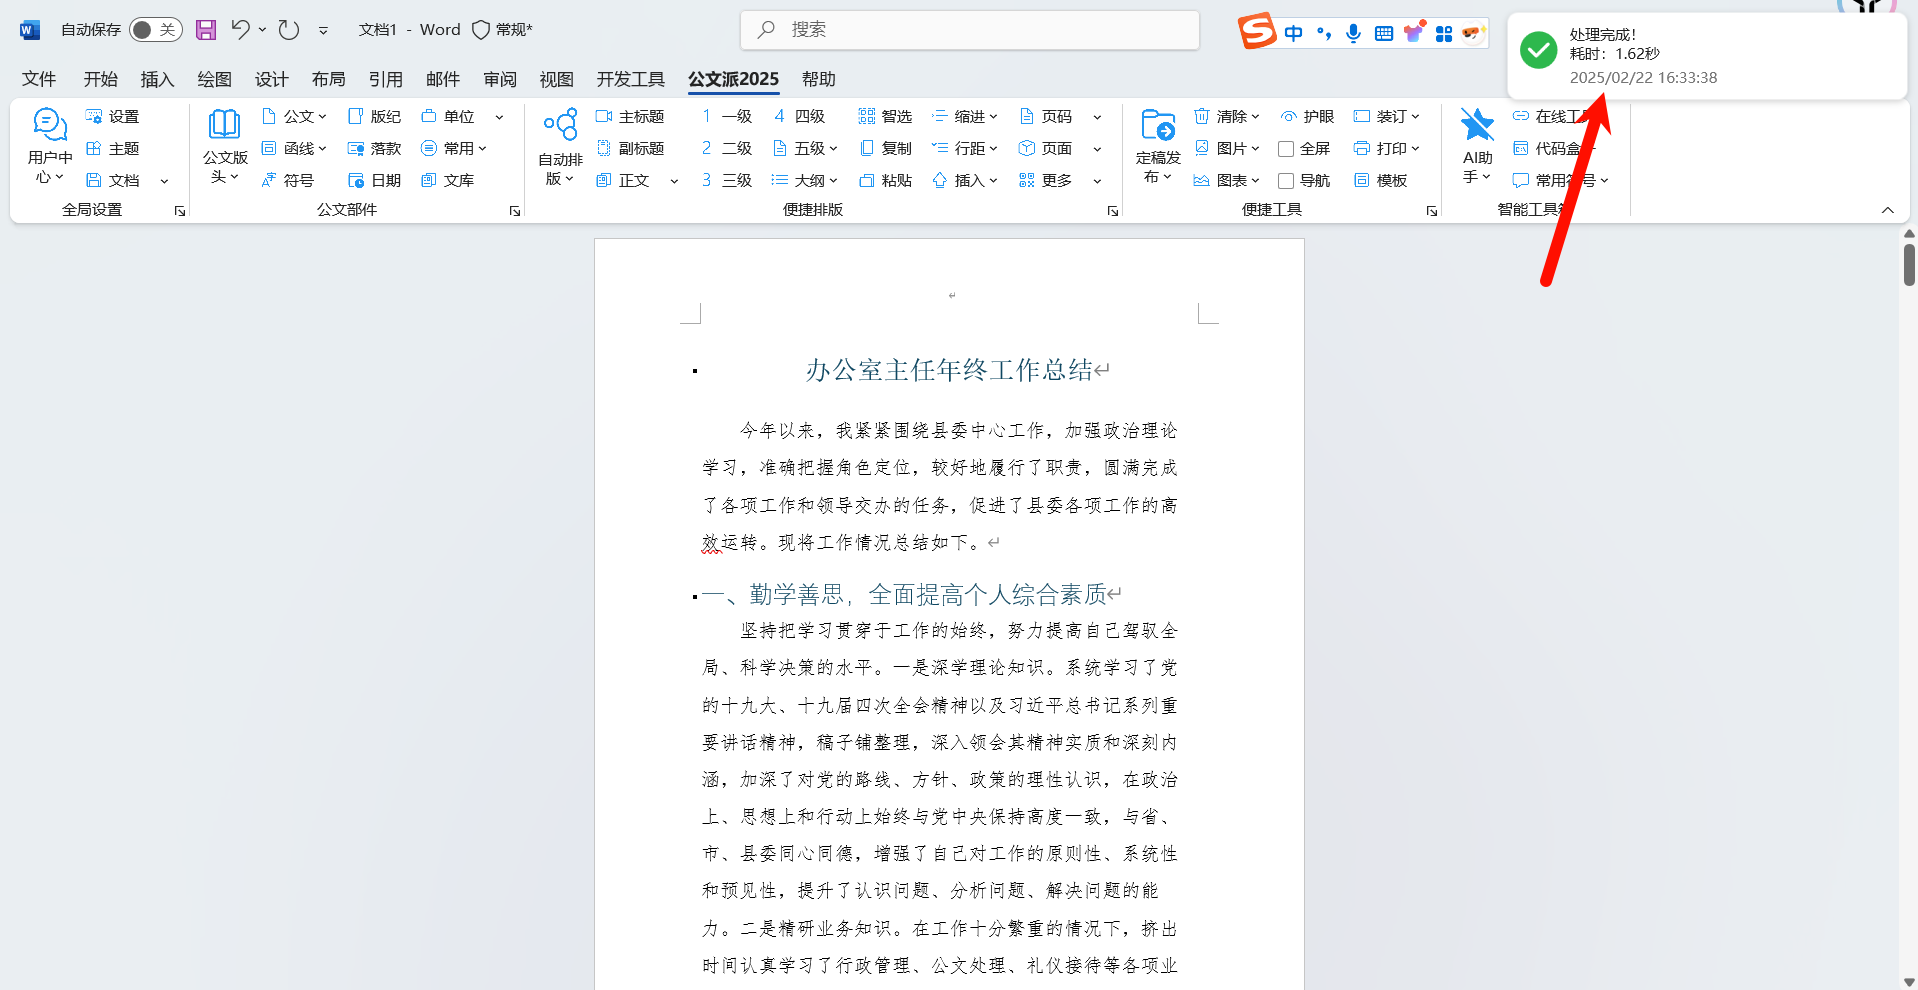 自动保存 关 文档1 - Word 常规* 搜索 中
处理完成！
耗时：1.62秒
2025/02/22 16:33:38
文件 开始 插入 绘图 设计 布局 引用 邮件 审阅 视图 开发工具 公文派2025 帮助
用户中心 设置 主题 文档
全局设置
公文版头 公文 函线 符号 版纪 落款 日期 单位 常用 文库
公文部件
自动排版 主标题 副标题 正文 1 一级 2 二级 3 三级 4 四级 五级 大纲 智选 复制 粘贴 缩进 行距 插入 页码 页面 更多
便捷排版
定稿发布 清除 图片 图表 护眼 全屏 导航 装订 打印 模板
便捷工具
AI助手 在线工 代码盒 常用 号
智能工具
办公室主任年终工作总结
今年以来，我紧紧围绕县委中心工作，加强政治理论
学习，准确把握角色定位，较好地履行了职责，圆满完成
了各项工作和领导交办的任务，促进了县委各项工作的高
效运转。现将工作情况总结如下。
一、勤学善思，全面提高个人综合素质
坚持把学习贯穿于工作的始终，努力提高自己驾驭全
局、科学决策的水平。一是深学理论知识。系统学习了党
的十九大、十九届四次全会精神以及习近平总书记系列重
要讲话精神，稿子铺整理，深入领会其精神实质和深刻内
涵，加深了对党的路线、方针、政策的理性认识，在政治
上、思想上和行动上始终与党中央保持高度一致，与省、
市、县委同心同德，增强了自己对工作的原则性、系统性
和预见性，提升了认识问题、分析问题、解决问题的能
力。二是精研业务知识。在工作十分繁重的情况下，挤出
时间认真学习了行政管理、公文处理、礼仪接待等各项业